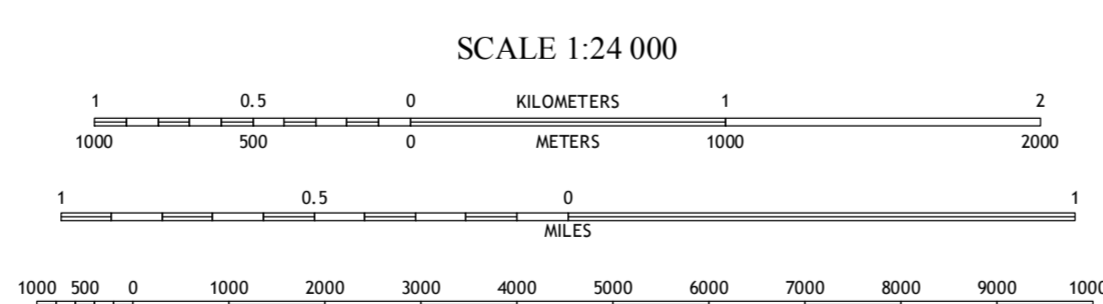 SCALE 1:24 000
1 0.5 0 KILOMETERS 1 2
1000 500 0 METERS 1000 2000
1 0.5 0 1
MILES
1000 500 0 1000 2000 3000 4000 5000 6000 7000 8000 9000